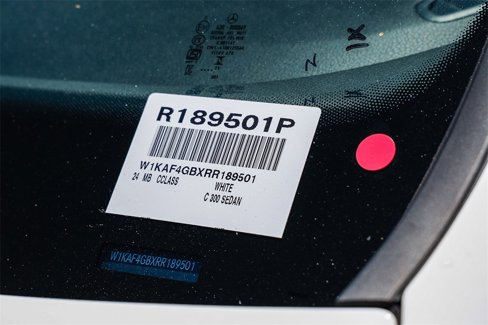 R189501P
W1KAF4GBXRR189501
24 MB CCLASS
WHITE
C 300 SEDAN
W1KAF4GBXRR189501